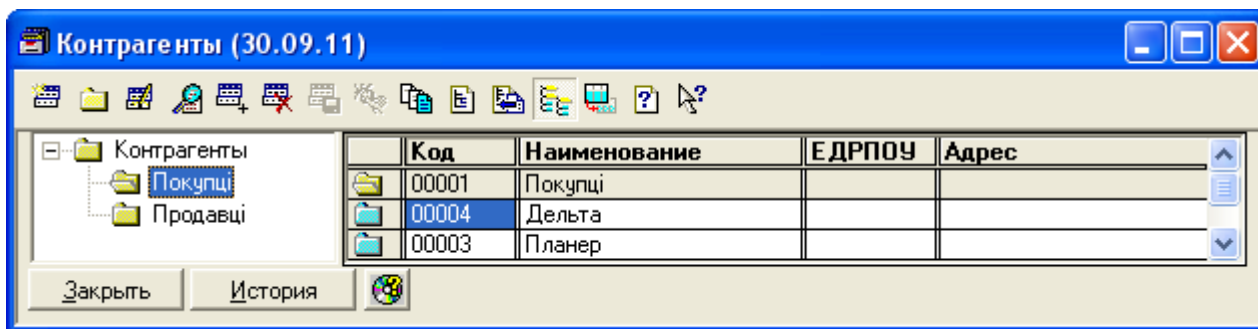 Контрагенты (30.09.11)
Контрагенты
Покупці
Продавці
Код Наименование ЕДРПОУ Адрес
00001 Покупці
00004 Дельта
00003 Планер
Закрыть История